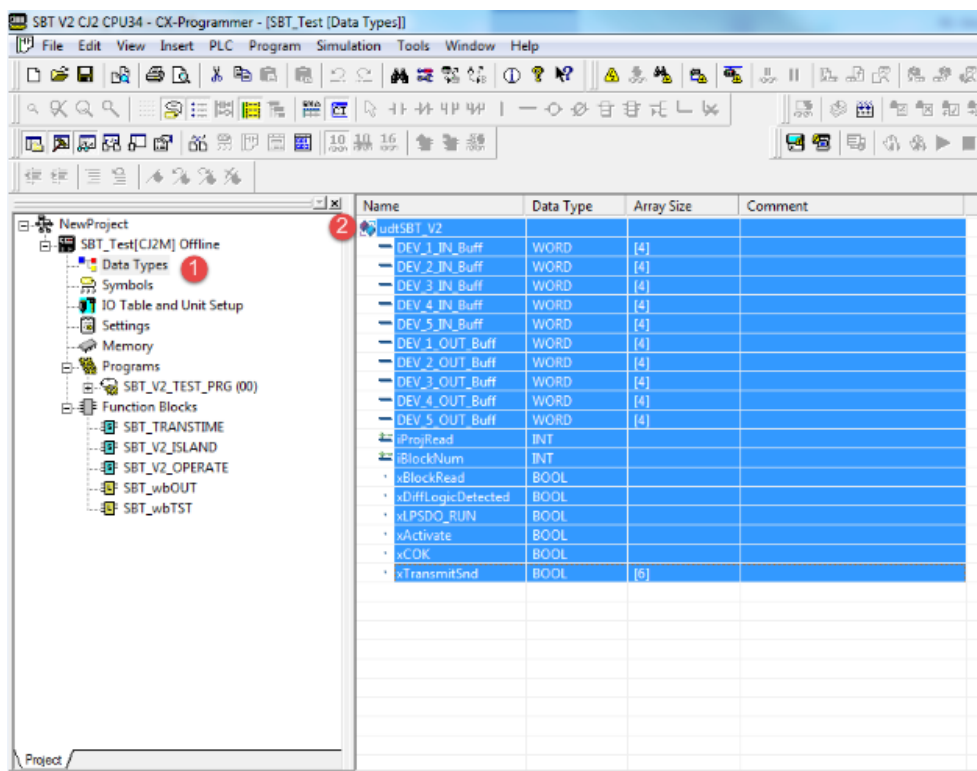 SBT V2 CJ2 CPU34 - CX-Programmer - [SBT_Test [Data Types]]
File Edit View Insert PLC Program Simulation Tools Window Help
10 10 16
Name Data Type Array Size Comment
NewProject
SBT_Test[CJ2M] Offline
Data Types 1
Symbols
IO Table and Unit Setup
Settings
Memory
Programs
SBT_V2_TEST_PRG (00)
Function Blocks
SBT_TRANSTIME
SBT_V2_ISLAND
SBT_V2_OPERATE
SBT_wbOUT
SBT_wbTST
Project
2 udtSBT_V2
DEV_1_IN_Buff WORD [4]
DEV_2_IN_Buff WORD [4]
DEV_3_IN_Buff WORD [4]
DEV_4_IN_Buff WORD [4]
DEV_5_IN_Buff WORD [4]
DEV_1_OUT_Buff WORD [4]
DEV_2_OUT_Buff WORD [4]
DEV_3_OUT_Buff WORD [4]
DEV_4_OUT_Buff WORD [4]
DEV_5_OUT_Buff WORD [4]
iProjRead INT
iBlockNum INT
xBlockRead BOOL
xDiffLogicDetected BOOL
xLPSDO_RUN BOOL
xActivate BOOL
xCOK BOOL
xTransmitSnd BOOL [6]